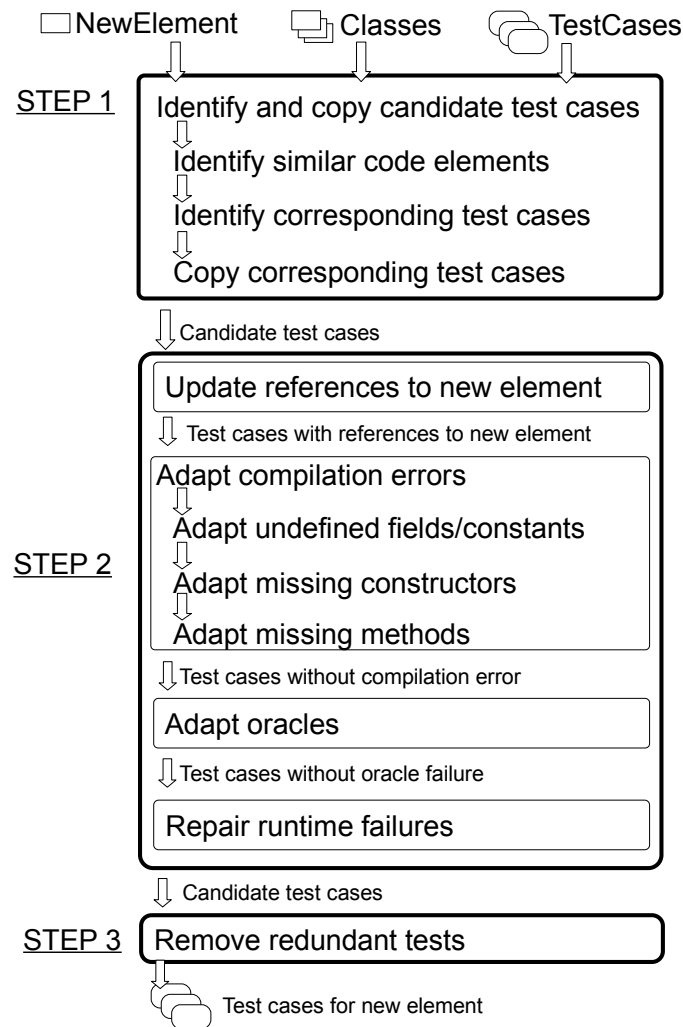 NewElement Classes TestCases
STEP 1
Identify and copy candidate test cases
Identify similar code elements
Identify corresponding test cases
Copy corresponding test cases
Candidate test cases
STEP 2
Update references to new element
Test cases with references to new element
Adapt compilation errors
Adapt undefined fields/constants
Adapt missing constructors
Adapt missing methods
Test cases without compilation error
Adapt oracles
Test cases without oracle failure
Repair runtime failures
Candidate test cases
STEP 3
Remove redundant tests
Test cases for new element